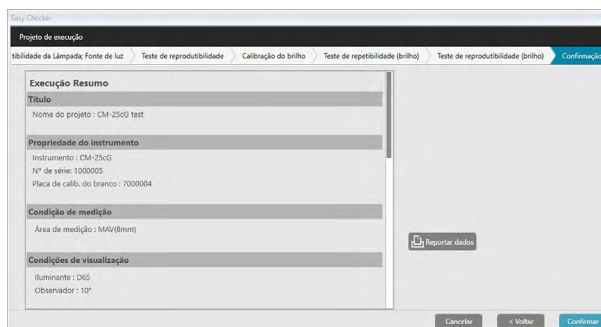 Easy Checker
Projeto de execução
tibilidade da Lâmpada; Fonte de luz
Teste de reprodutibilidade
Calibração do brilho
Teste de repetibilidade (brilho)
Teste de reprodutibilidade (brilho)
Confirmação
Execução Resumo
Título
Nome do projeto : CM-25cG test
Propriedade do instrumento
Instrumento : CM-25cG
Nº de série: 1000005
Placa de calib. do branco : 7000004
Condição de medição
Área de medição : MAV(8mm)
Condições de visualização
Iluminante : D65
Observador : 10°
Reportar dados
Cancelar
< Voltar
Confirmar